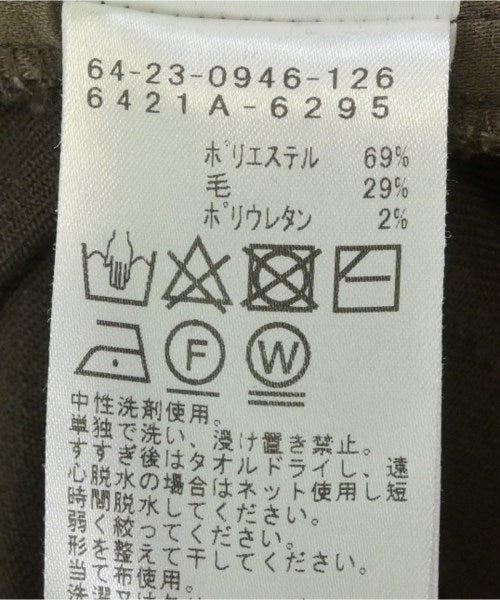 64-23-0946-126
6421A-6295
ポリエステル 69%
毛 29%
ポリウレタン 2%
F
W
中性洗剤使用。
単独で洗い、浸け置き禁止。
すすぎ後はタオルドライし、遠
心脱水の場合はネット使用し短
時間脱水してください。
弱く絞ってください。
形を整えて干してください。
当て布使用。